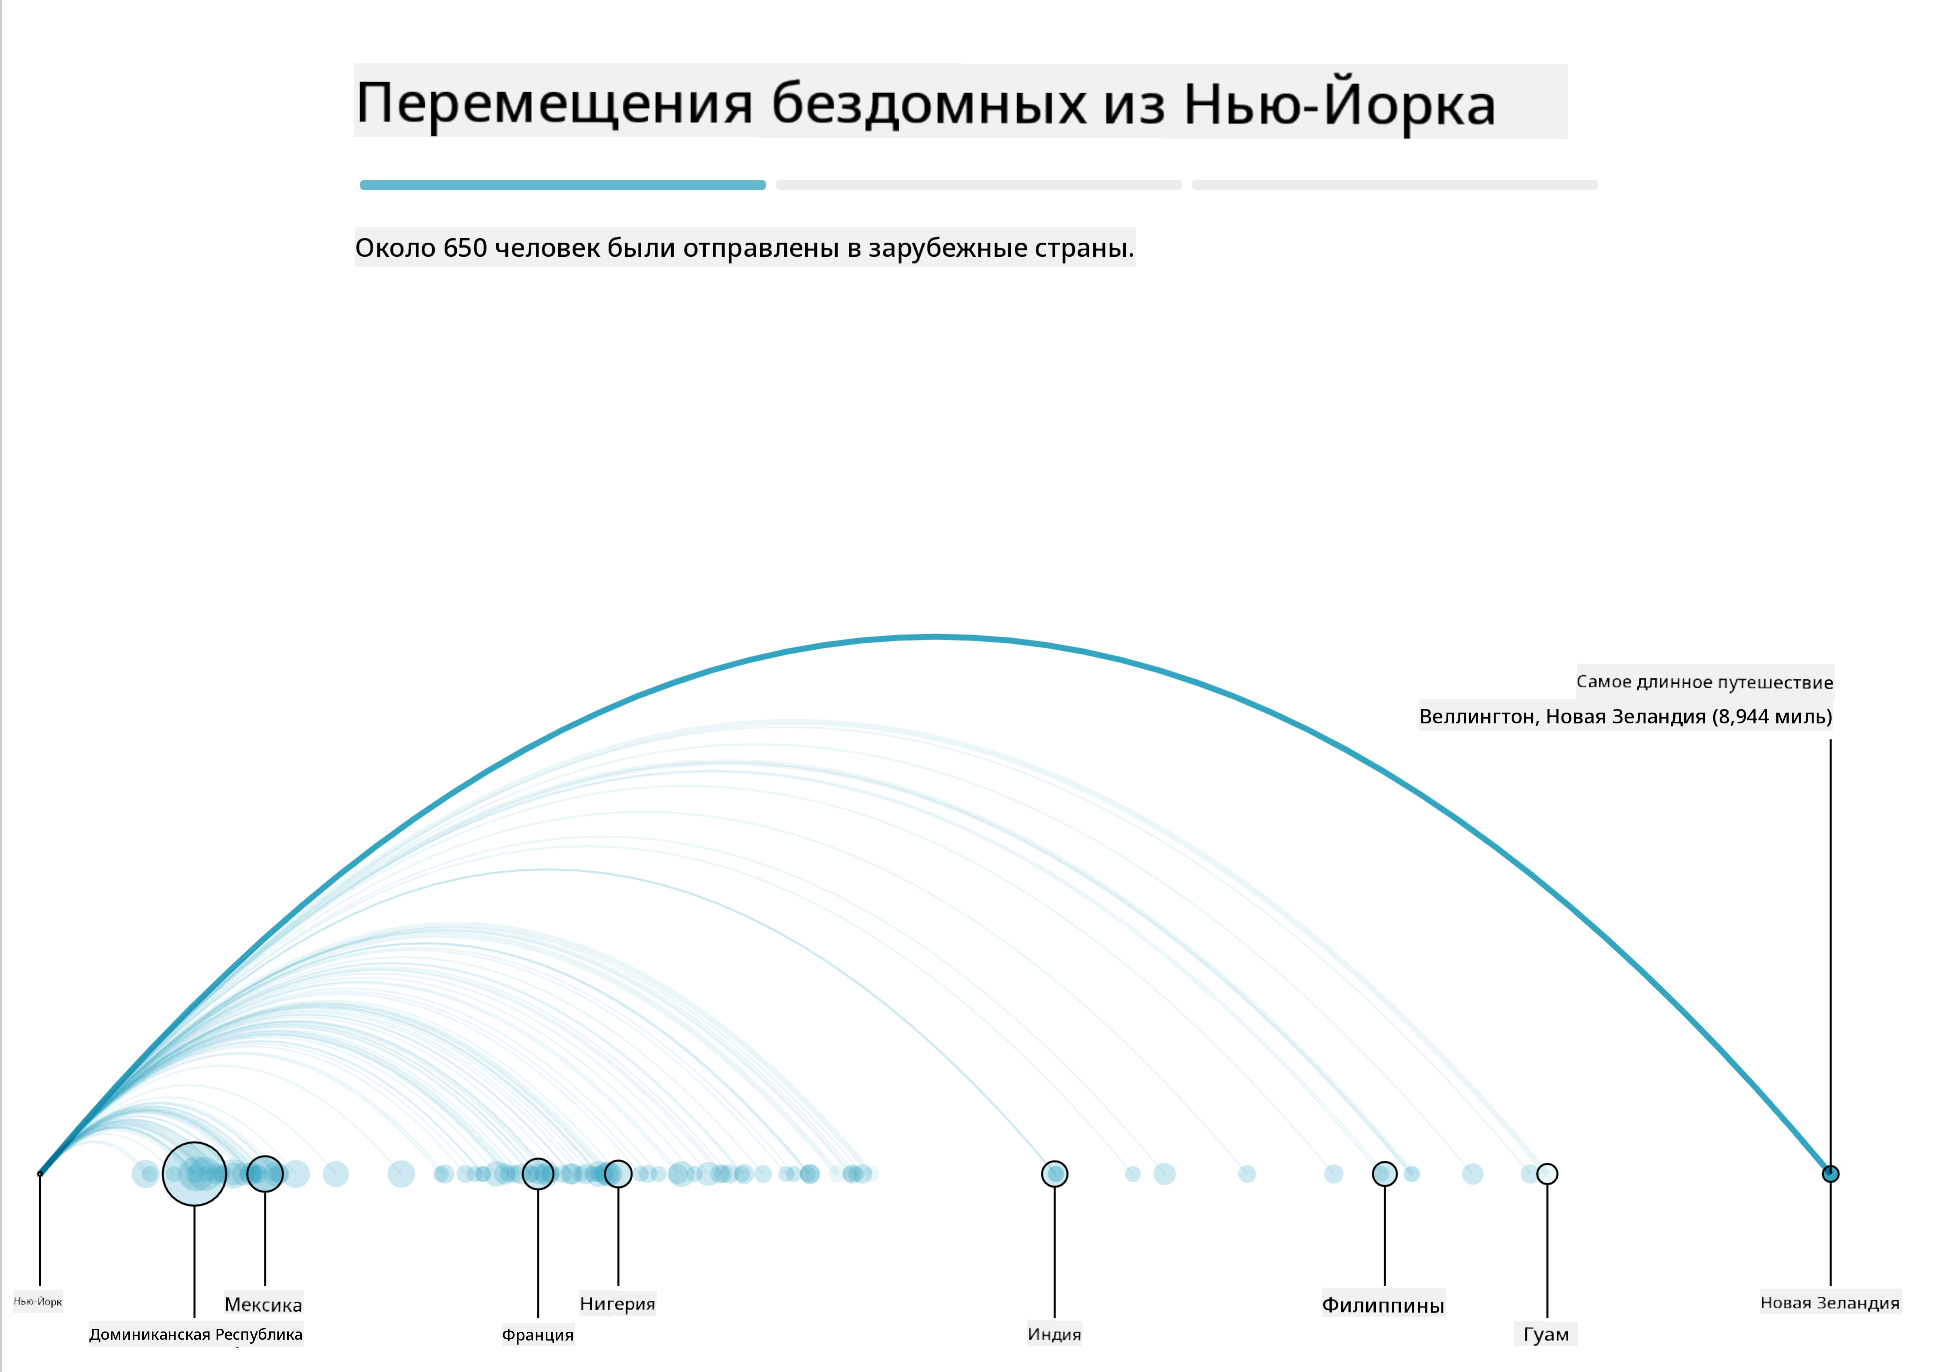 Перемещения бездомных из Нью-Йорка
Около 650 человек были отправлены в зарубежные страны.
Самое длинное путешествие
Веллингтон, Новая Зеландия (8,944 миль)
Нью-Йорк
Доминиканская Республика
Мексика
Франция
Нигерия
Индия
Филиппины
Гуам
Новая Зеландия